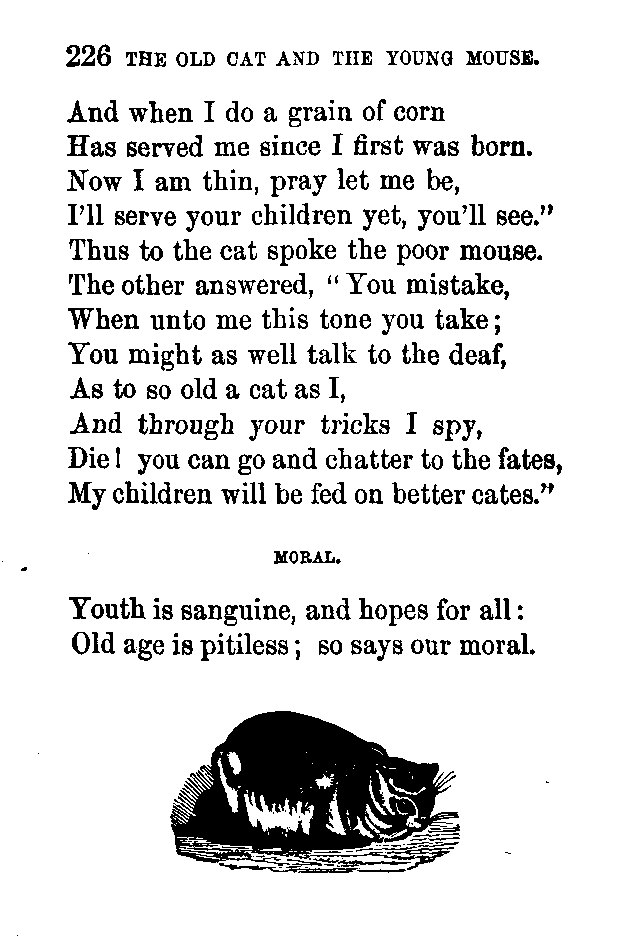 226 THE OLD CAT AND THE YOUNG MOUSE.
And when I do a grain of corn
Has served me since I first was born.
Now I am thin, pray let me be,
I'll serve your children yet, you'll see."
Thus to the cat spoke the poor mouse.
The other answered, "You mistake,
When unto me this tone you take;
You might as well talk to the deaf,
As to so old a cat as I,
And through your tricks I spy,
Die! you can go and chatter to the fates,
My children will be fed on better cates."
MORAL.
Youth is sanguine, and hopes for all:
Old age is pitiless; so says our moral.